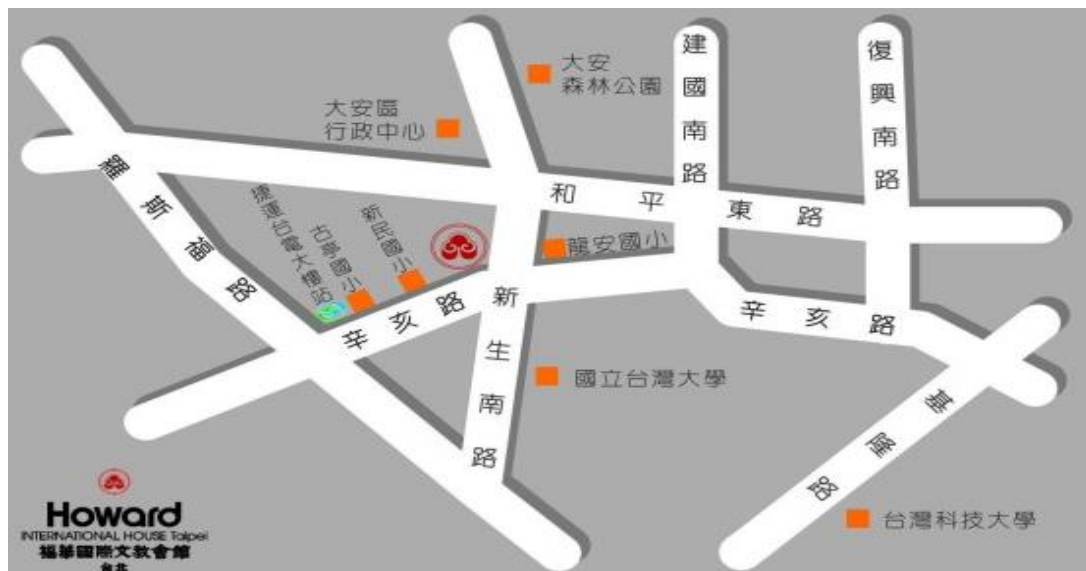 大安
森林公園
建國南路
復興南路
大安區
行政中心
羅斯福路
和平東路
捷運台電大樓站
古亭國小
新民國小
龍安國小
辛亥路
新生南路
辛亥路
國立台灣大學
基隆路
台灣科技大學
Howard
INTERNATIONAL HOUSE Taipei
福華國際文教會館
台北